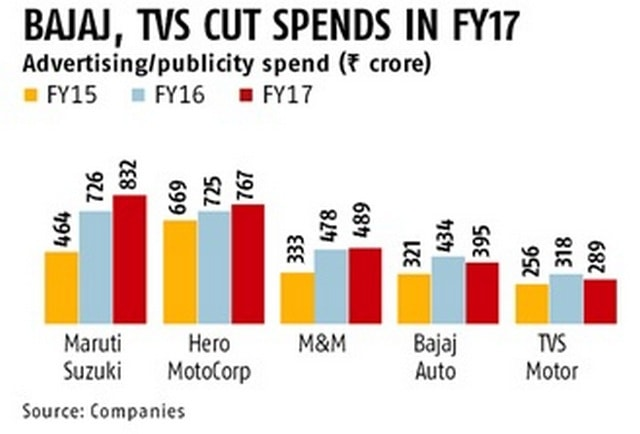 BAJAJ, TVS CUT SPENDS IN FY17
Advertising/publicity spend (₹ crore)
FY15 FY16 FY17
464 726 832 669 725 767 333 478 489 321 434 395 256 318 289
Maruti Hero M&M Bajaj TVS
Suzuki MotoCorp Auto Motor
Source: Companies